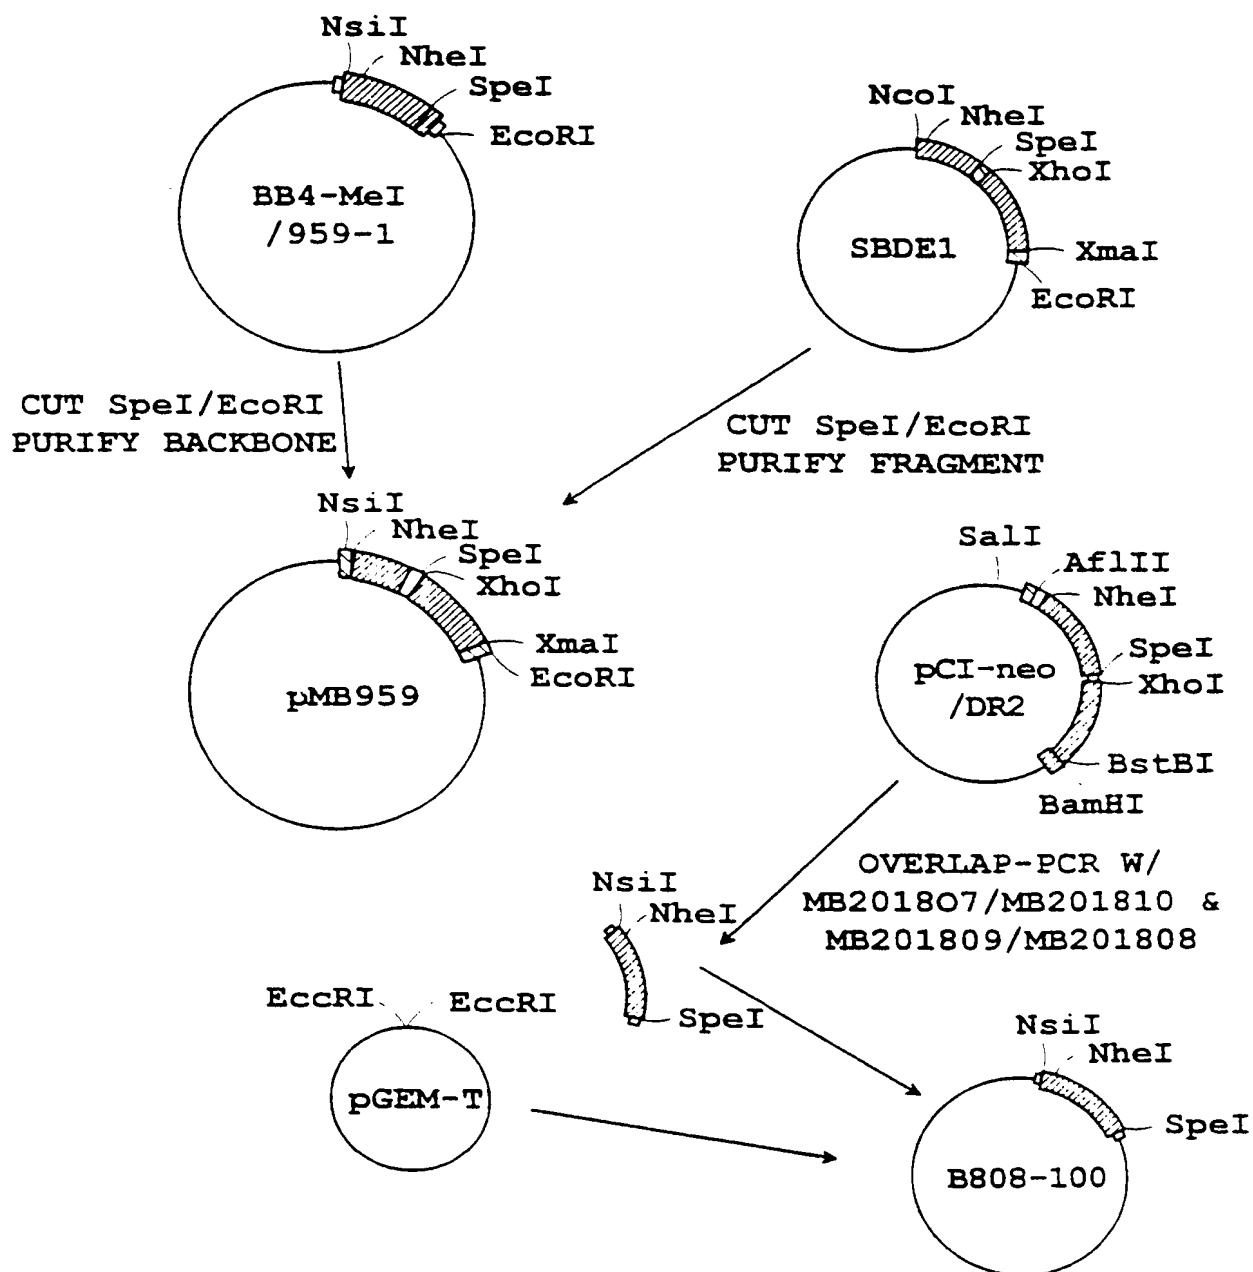 NsiI
NheI
SpeI
EcoRI
BB4-MeI
/959-1
NcoI
NheI
SpeI
XhoI
SBDE1
XmaI
EcoRI
CUT SpeI/EcoRI
PURIFY BACKBONE
CUT SpeI/EcoRI
PURIFY FRAGMENT
NsiI
NheI
SpeI
XhoI
XmaI
EcoRI
pMB959
SalI
AflII
NheI
SpeI
XhoI
pCI-neo
/DR2
BstBI
BamHI
OVERLAP-PCR W/
MB201807/MB201810 &
MB201809/MB201808
NsiI
NheI
SpeI
EccRI
EccRI
pGEM-T
NsiI
NheI
SpeI
B808-100